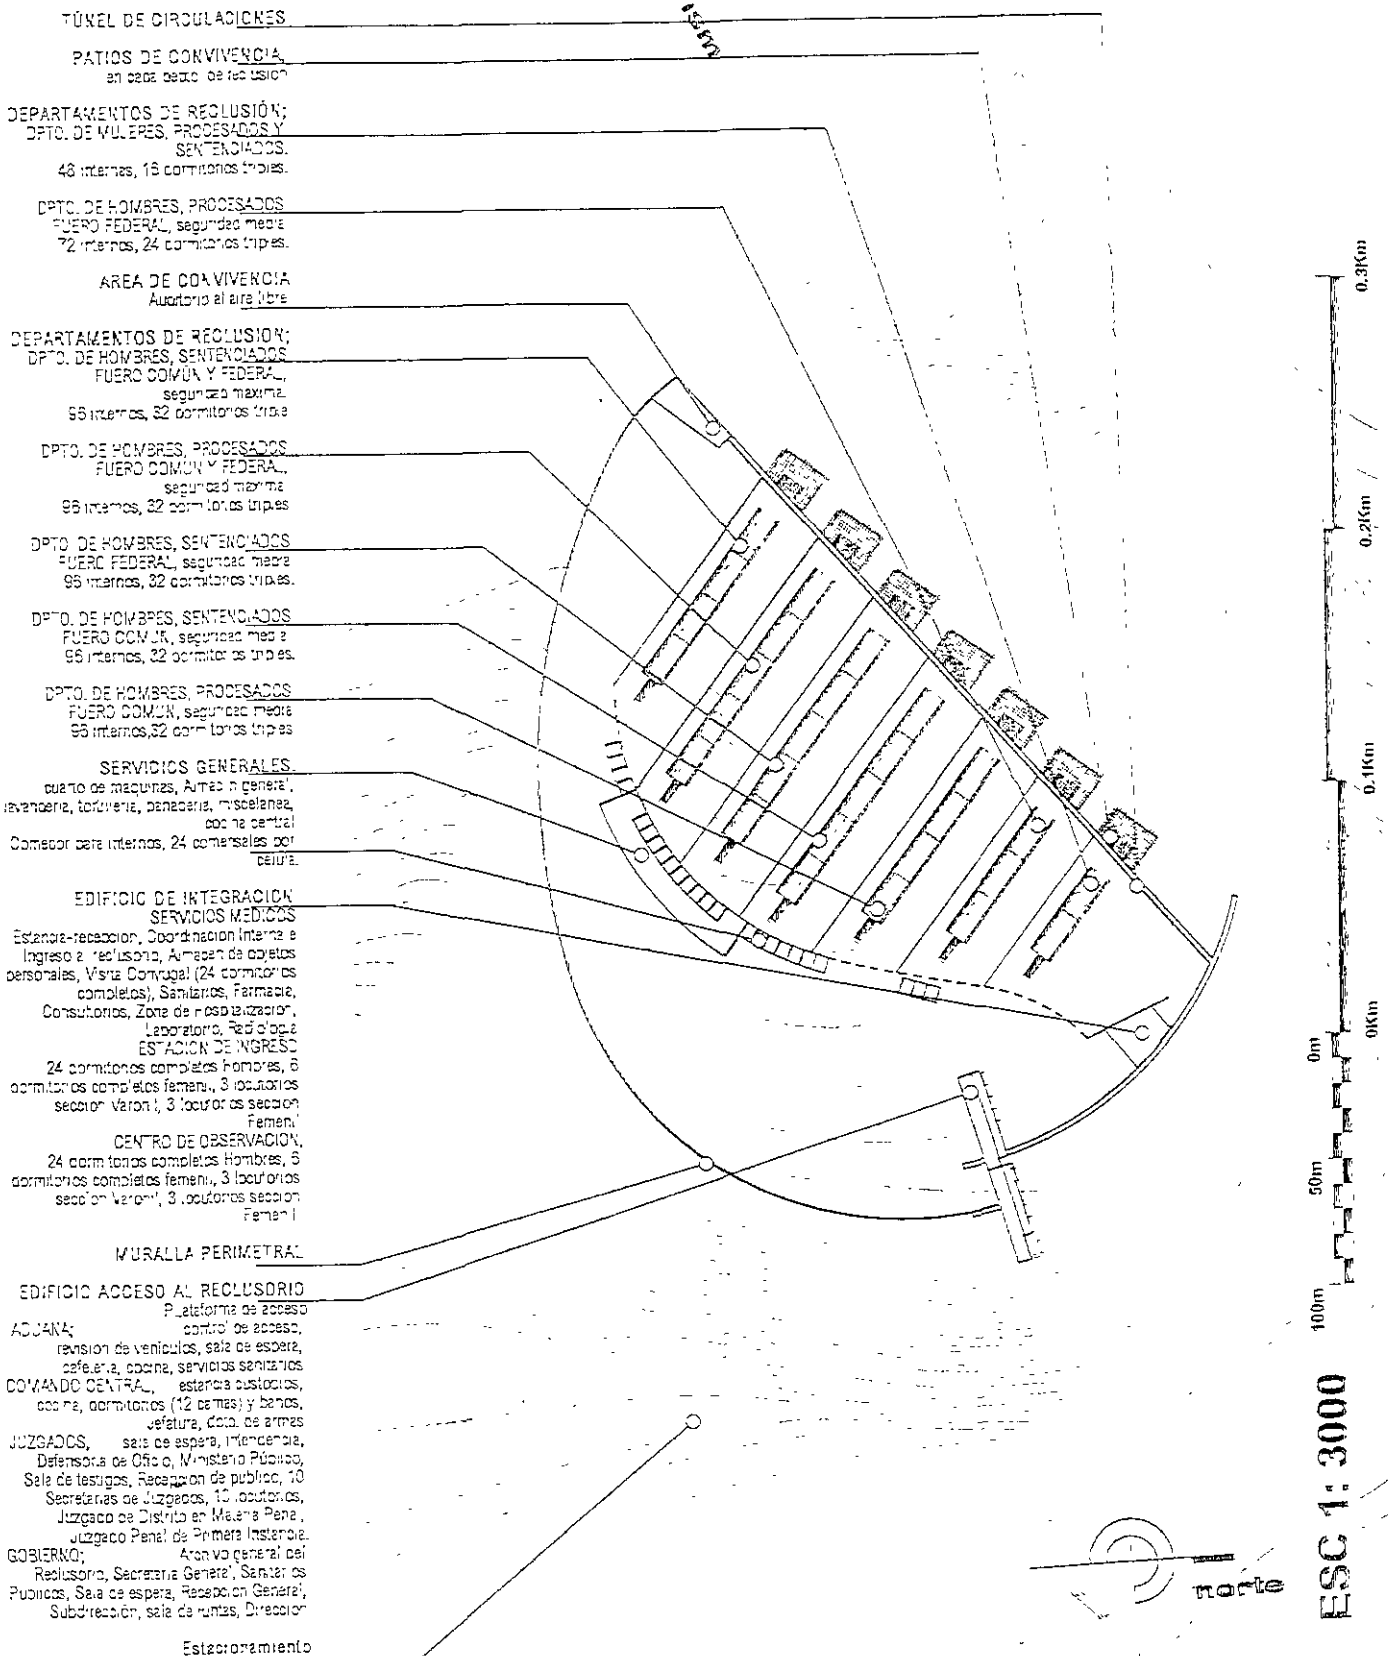 TÚNEL DE CIRCULACIONES
PATIOS DE CONVIVENCIA,
en cada depto. de reclusión
DEPARTAMENTOS DE RECLUSIÓN;
DPTO. DE MUJERES, PROCESADOS Y
SENTENCIADOS.
48 internas, 16 dormitorios triples.
DPTO. DE HOMBRES, PROCESADOS
FUERO FEDERAL, seguridad media
72 internos, 24 dormitorios triples.
AREA DE CONVIVENCIA
Auditorio al aire libre
DEPARTAMENTOS DE RECLUSION;
DPTO. DE HOMBRES, SENTENCIADOS
FUERO COMÚN Y FEDERAL,
seguridad maxima.
96 internos, 32 dormitorios triple
DPTO. DE HOMBRES, PROCESADOS
FUERO COMÚN Y FEDERAL,
seguridad maxima
96 internos, 32 dormitorios triples
DPTO. DE HOMBRES, SENTENCIADOS
FUERO FEDERAL, seguridad media
96 internos, 32 dormitorios triples.
DPTO. DE HOMBRES, SENTENCIADOS
FUERO COMÚN, seguridad media
96 internos, 32 dormitorios triples.
DPTO. DE HOMBRES, PROCESADOS
FUERO COMÚN, seguridad media
96 internos,32 dormitorios triples
SERVICIOS GENERALES.
cuarto de maquinas, Almacén general,
lavanderia, tortilleria, panaderia, miscelanea,
cocina central
Comedor para internos, 24 comensales por
celula.
EDIFICIO DE INTEGRACION
SERVICIOS MEDICOS
Estancia-recepcion, Coordinacion Interna e
Ingreso al reclusorio, Almacen de objetos
personales, Visita Conyugal (24 dormitorios
completos), Sanitarios, Farmacia,
Consultorios, Zona de Hospitalizacion,
Laboratorio, Radiologia
ESTACION DE INGRESO
24 dormitorios completos Hombres, 6
dormitorios completos femenil, 3 locutorios
seccion Varonil, 3 locutorios seccion
Femenil
CENTRO DE OBSERVACION,
24 dormitorios completos Hombres, 6
dormitorios completos femenil, 3 locutorios
seccion Varonil, 3 locutorios seccion
Femenil
MURALLA PERIMETRAL
EDIFICIO ACCESO AL RECLUSORIO
Plataforma de acceso
ADUANA; control de acceso,
revision de vehiculos, sala de espera,
cafeteria, cocina, servicios sanitarios
COMANDO CENTRAL, estancia custodios,
cocina, dormitorios (12 camas) y banos,
jefatura, dpto. de armas
JUZGADOS, sala de espera, Intendencia,
Defensoria de Oficio, Ministerio Público,
Sala de testigos, Recepcion de publico, 10
Secretarias de Juzgados, 10 locutorios,
Juzgado de Distrito en Materia Penal,
Juzgado Penal de Primera Instancia.
GOBIERNO; Archivo general del
Reclusorio, Secretaria General, Sanitarios
Publicos, Sala de espera, Recepcion General,
Subdirección, sala de juntas, Direccion
Estacionamiento
0.3Km
0.2Km
0.1Km
0Km
0m
50m
100m
ESC 1: 3000
norte